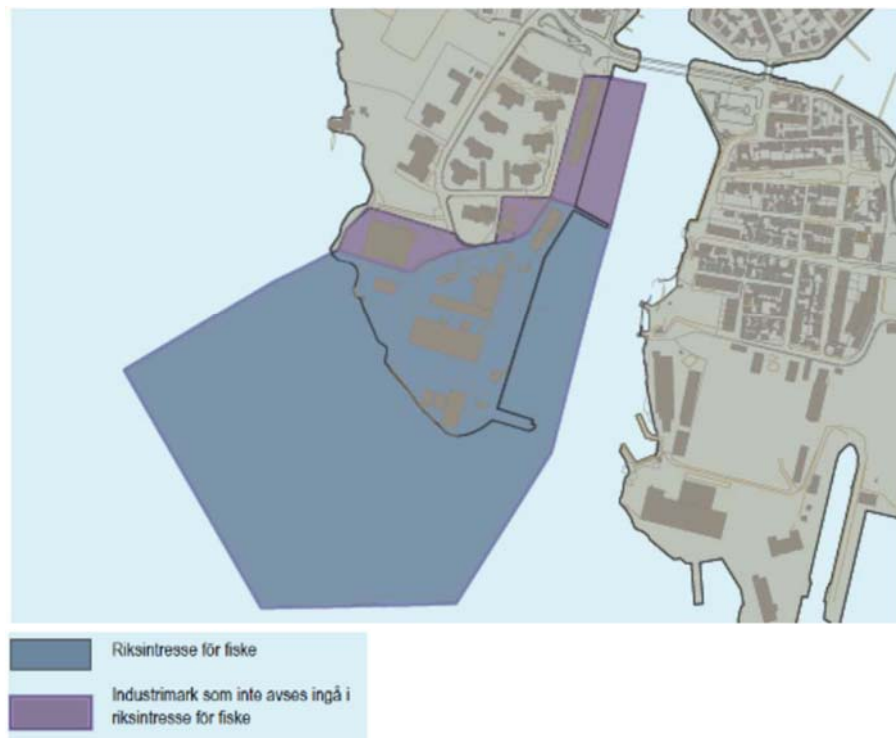 Riksintresse för fiske
Industrimark som inte avses ingå i
riksintresse för fiske